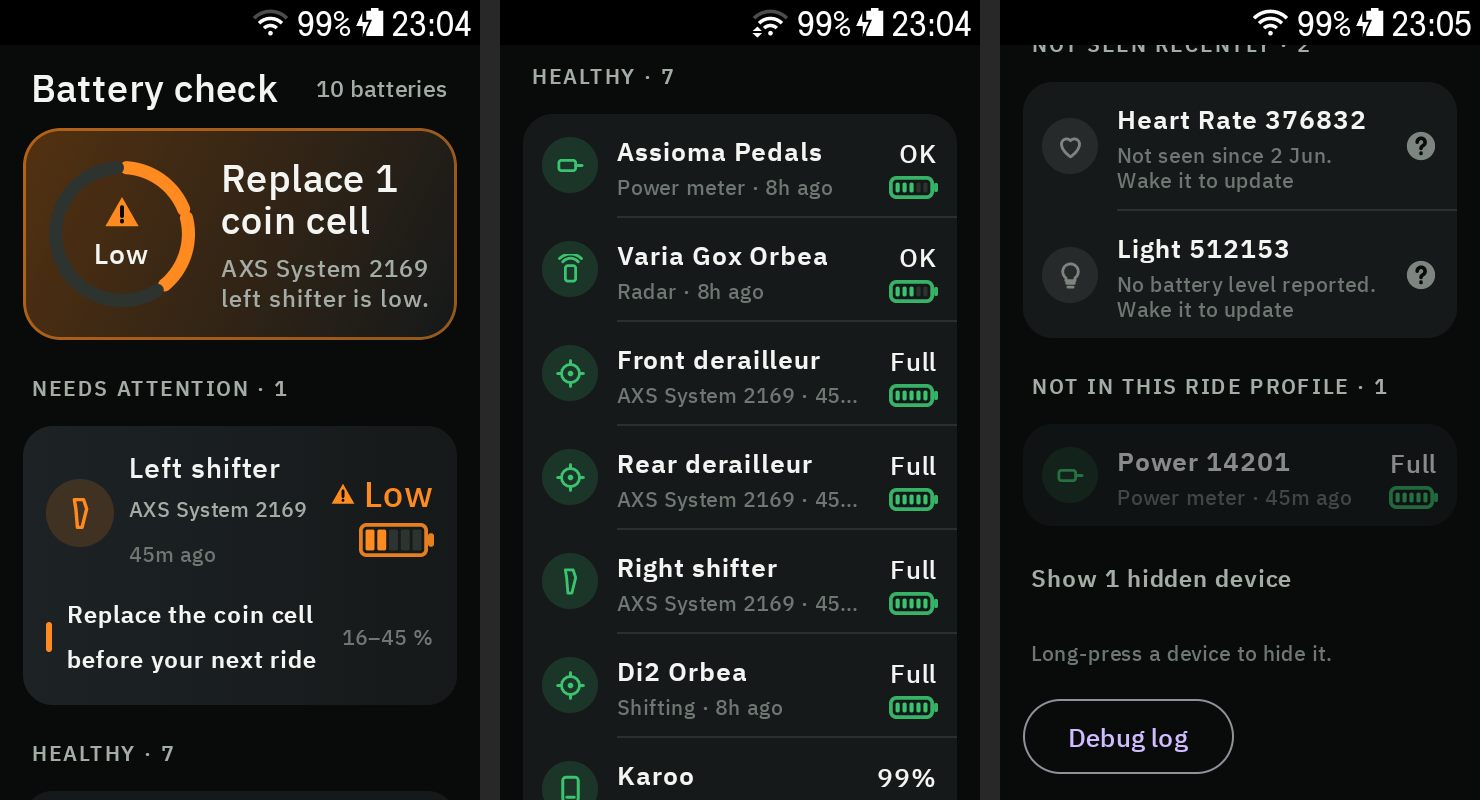 99% 23:04
Battery check 10 batteries
Low
Replace 1
coin cell
AXS System 2169
left shifter is low.
NEEDS ATTENTION · 1
Left shifter
AXS System 2169
45m ago
Low
Replace the coin cell
before your next ride
16–45 %
HEALTHY · 7
99% 23:04
HEALTHY · 7
Assioma Pedals OK
Power meter · 8h ago
Varia Gox Orbea OK
Radar · 8h ago
Front derailleur Full
AXS System 2169 · 45...
Rear derailleur Full
AXS System 2169 · 45...
Right shifter Full
AXS System 2169 · 45...
Di2 Orbea Full
Shifting · 8h ago
Karoo 99%
99% 23:05
NOT SEEN RECENTLY · 2
Heart Rate 376832
Not seen since 2 Jun.
Wake it to update
?
Light 512153
No battery level reported.
Wake it to update
?
NOT IN THIS RIDE PROFILE · 1
Power 14201 Full
Power meter · 45m ago
Show 1 hidden device
Long-press a device to hide it.
Debug log